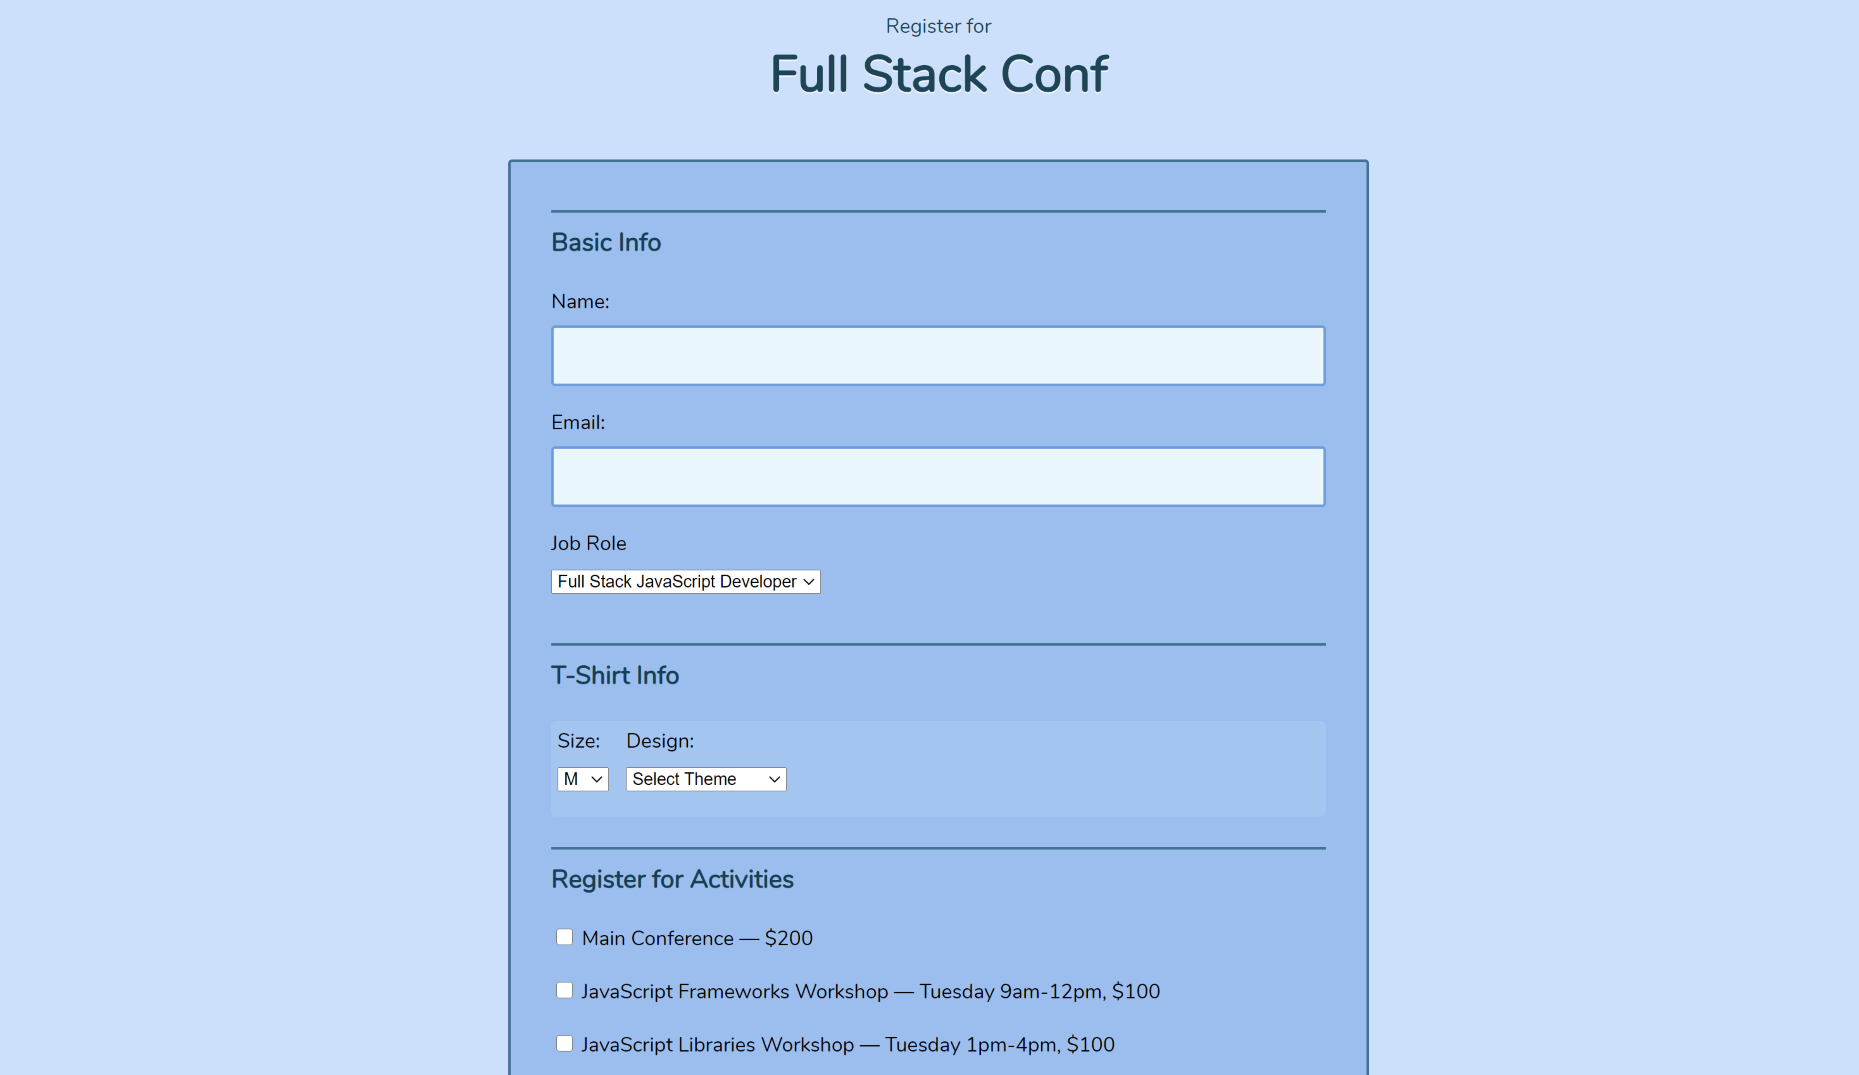 Register for
Full Stack Conf
Basic Info
Name:
Email:
Job Role
Full Stack JavaScript Developer
T-Shirt Info
Size: Design:
M Select Theme
Register for Activities
Main Conference — $200
JavaScript Frameworks Workshop — Tuesday 9am-12pm, $100
JavaScript Libraries Workshop — Tuesday 1pm-4pm, $100